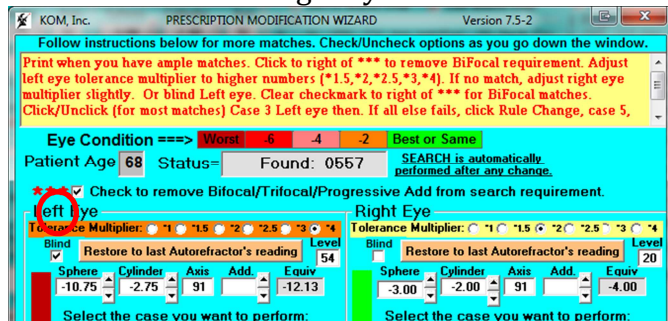 KOM, Inc. PRESCRIPTION MODIFICATION WIZARD Version 7.5-2
Follow instructions below for more matches. Check/Uncheck options as you go down the window.
Print when you have ample matches. Click to right of *** to remove BiFocal requirement. Adjust
left eye tolerance multiplier to higher numbers (*1.5,*2,*2.5,*3,*4). If no match, adjust right eye
multiplier slightly. Or blind Left eye. Clear checkmark to right of *** for BiFocal matches.
Click/Unclick (for most matches) Case 3 Left eye then. If all else fails, click Rule Change, case 5,
Eye Condition ===> Worst -6 -4 -2 Best or Same
Patient Age 68 Status= Found: 0557 SEARCH is automatically
performed after any change.
*** Check to remove Bifocal/Trifocal/Progressive Add from search requirement.
Left Eye Right Eye
Tolerance Multiplier: *1 *1.5 *2 *2.5 *3 *4 Tolerance Multiplier: *1 *1.5 *2 *2.5 *3 *4
Blind Restore to last Autorefractor's reading Level Blind Restore to last Autorefractor's reading Level
54 20
Sphere Cylinder Axis Add. Equiv Sphere Cylinder Axis Add. Equiv
-10.75 -2.75 91 -12.13 -3.00 -2.00 91 -4.00
Select the case you want to perform: Select the case you want to perform: